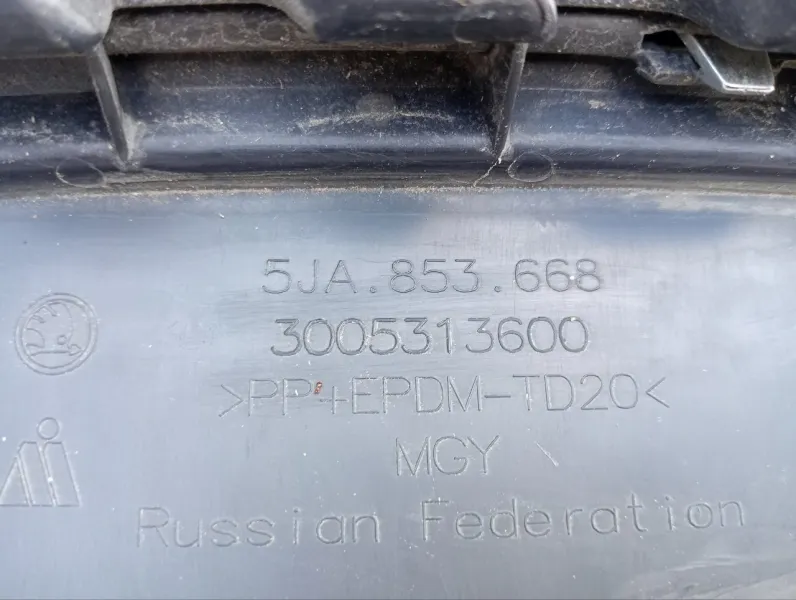 5JA.853.668
3005313600
>PP+EPDM-TD20<
MGY
Russian Federation